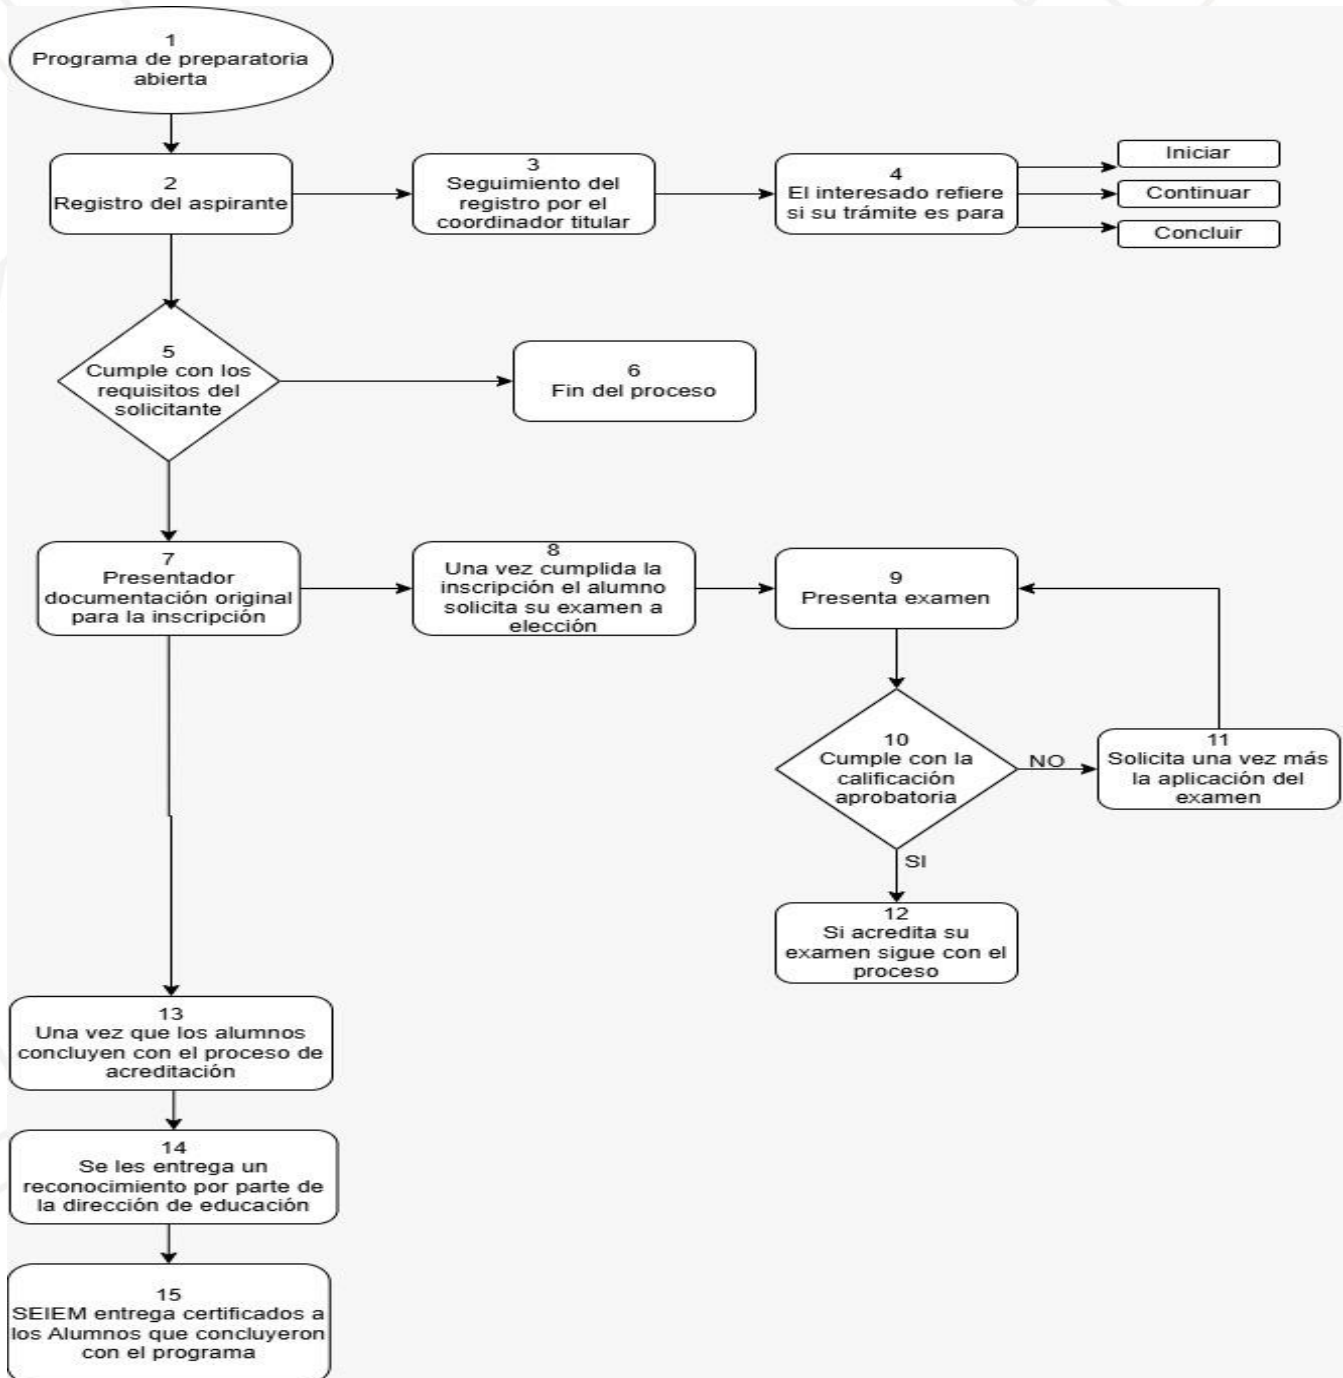 1
Programa de preparatoria
abierta
2
Registro del aspirante
3
Seguimiento del
registro por el
coordinador titular
4
El interesado refiere
si su trámite es para
Iniciar
Continuar
Concluir
5
Cumple con los
requisitos del
solicitante
6
Fin del proceso
7
Presentador
documentación original
para la inscripción
8
Una vez cumplida la
inscripción el alumno
solicita su examen a
elección
9
Presenta examen
10
Cumple con la
calificación
aprobatoria
NO
11
Solicita una vez más
la aplicación del
examen
SI
12
Si acredita su
examen sigue con el
proceso
13
Una vez que los alumnos
concluyen con el proceso de
acreditación
14
Se les entrega un
reconocimiento por parte de
la dirección de educación
15
SEIEM entrega certificados a
los Alumnos que concluyeron
con el programa